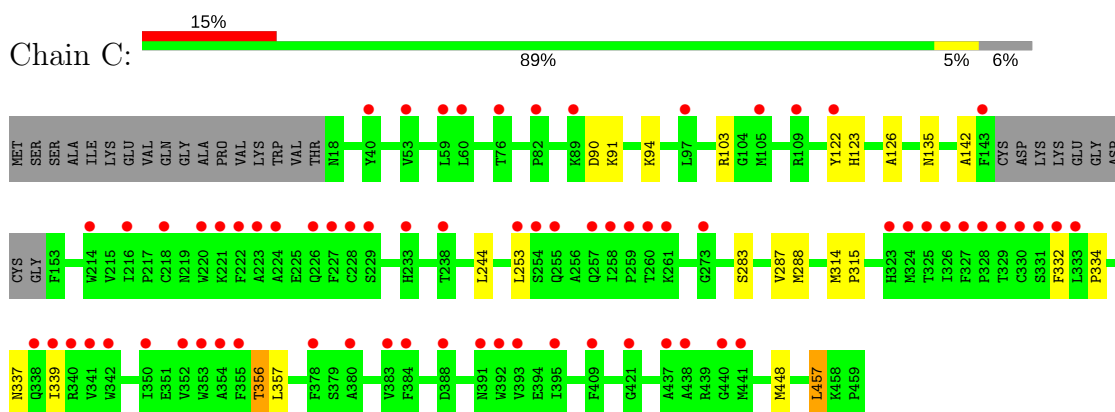 15%
Chain C:
89% 5% 6%
MET SER SER ALA ILE LYS GLU VAL GLN GLY ALA PRO VAL LYS TRP VAL THR N18 Y40 V53 L59 L60 T76 P82 K89 D90 K91 K94 L97 R103 G104 M105 R109 Y122 H123 A126 N135 A142 F143 CYS ASP LYS LYS GLU GLY ASP
CYS GLY F153 W214 V215 I216 P217 C218 N219 W220 K221 F222 A223 A224 E225 Q226 F227 C228 S229 H233 T238 L244 L253 S254 Q255 A256 Q257 I258 P259 T260 K261 G273 S283 V287 M288 M314 P315 H323 M324 T325 I326 F327 P328 T329 C330 S331 F332 L333 P334
N337 Q338 I339 R340 V341 W342 I350 E351 V352 W353 A354 F355 T356 L357 F378 S379 A380 V383 F384 D388 N391 W392 V393 E394 I395 F409 G421 A437 A438 R439 G440 M441 M448 L457 K458 P459